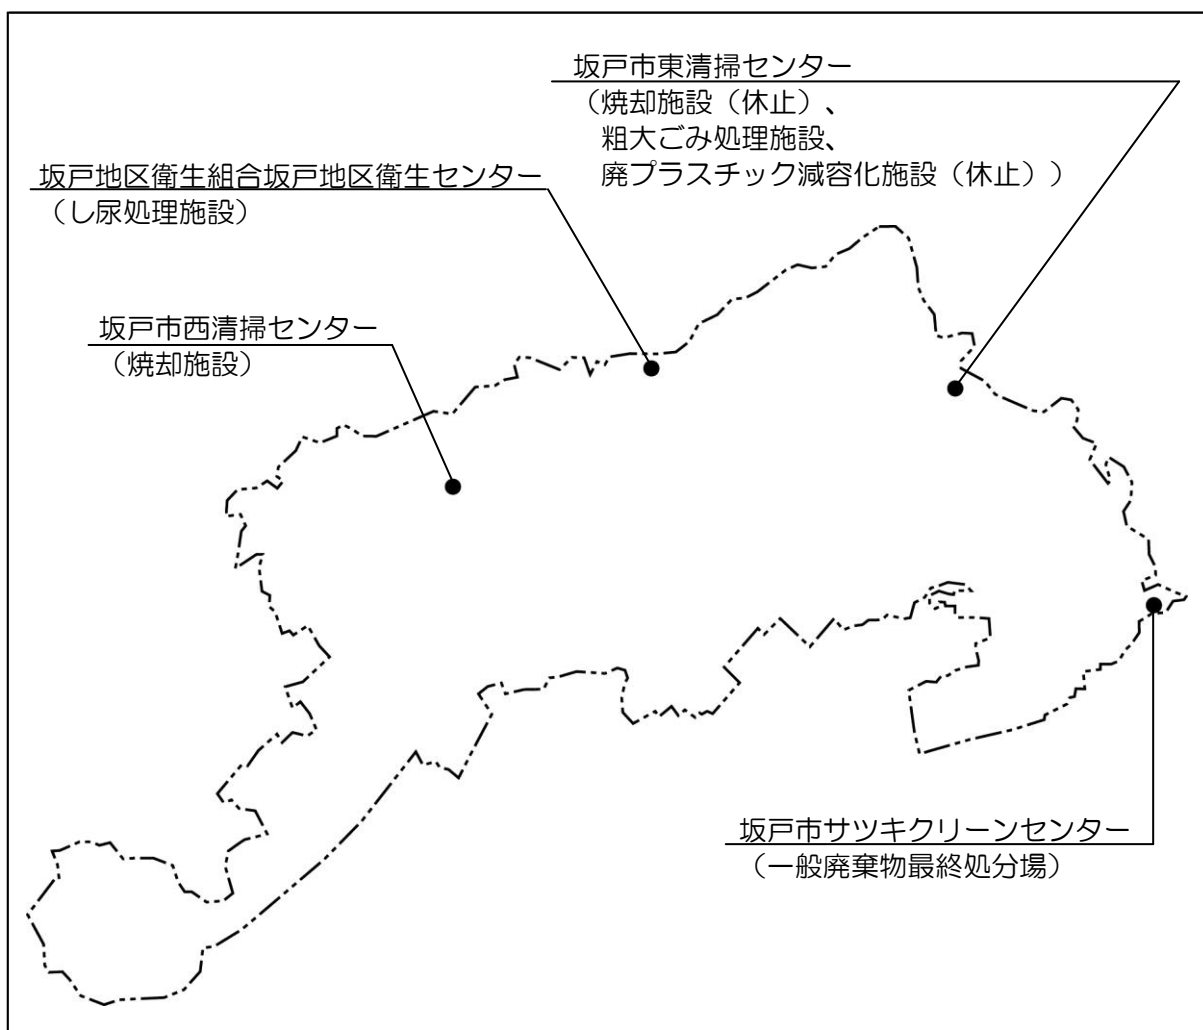 坂戸市東清掃センター
（焼却施設（休止）、
粗大ごみ処理施設、
廃プラスチック減容化施設（休止））
坂戸地区衛生組合坂戸地区衛生センター
（し尿処理施設）
坂戸市西清掃センター
（焼却施設）
坂戸市サツキクリーンセンター
（一般廃棄物最終処分場）